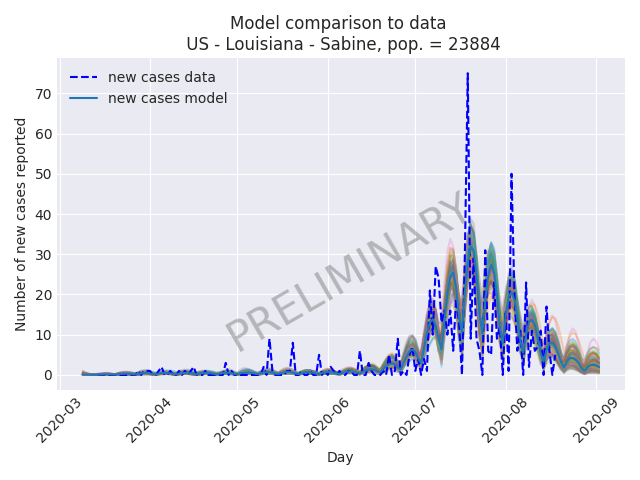 Model comparison to data
US - Louisiana - Sabine, pop. = 23884
new cases data
new cases model
PRELIMINARY
Number of new cases reported
70
60
50
40
30
20
10
0
2020-03
2020-04
2020-05
2020-06
2020-07
2020-08
2020-09
Day